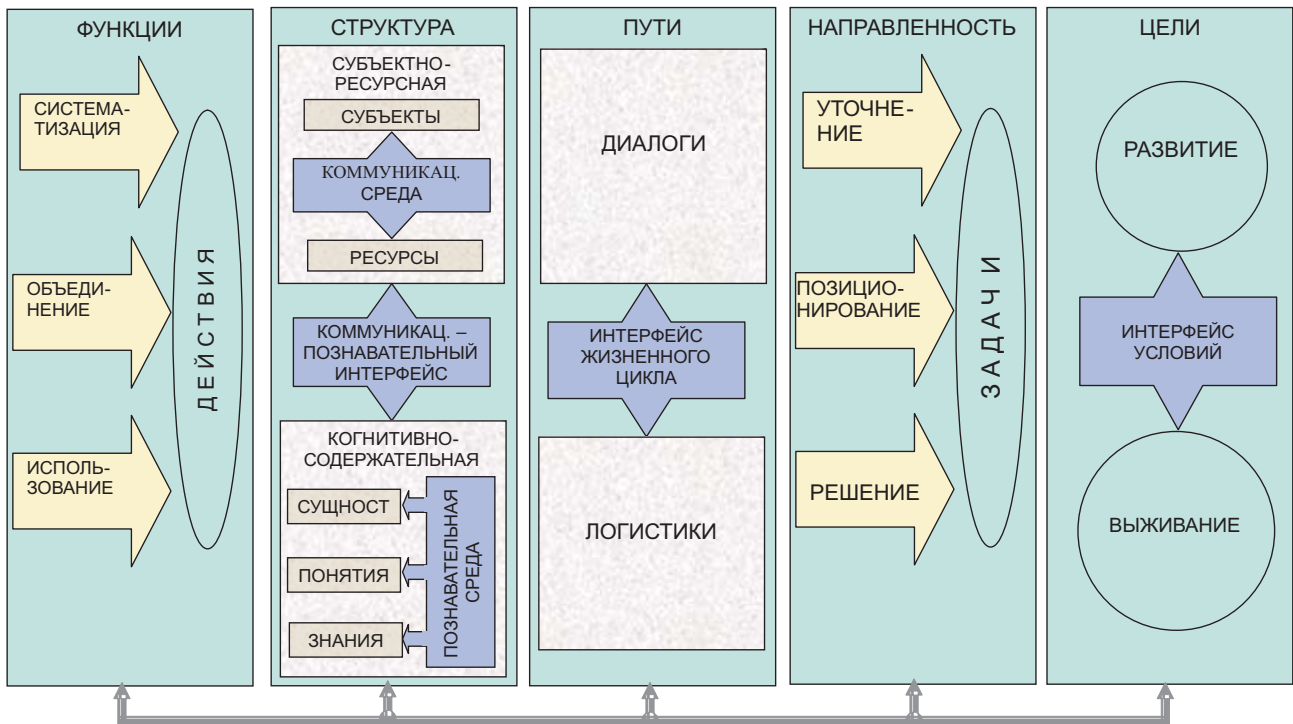 ФУНКЦИИ
СИСТЕМА-
ТИЗАЦИЯ
ОБЪЕДИ-
НЕНИЕ
ИСПОЛЬ-
ЗОВАНИЕ
ДЕЙСТВИЯ
СТРУКТУРА
СУБЪЕКТНО-
РЕСУРСНАЯ
СУБЪЕКТЫ
КОММУНИКАЦ.
СРЕДА
РЕСУРСЫ
КОММУНИКАЦ. –
ПОЗНАВАТЕЛЬНЫЙ
ИНТЕРФЕЙС
КОГНИТИВНО-
СОДЕРЖАТЕЛЬНАЯ
СУЩНОСТ
ПОНЯТИЯ
ЗНАНИЯ
ПОЗНАВАТЕЛЬНАЯ
СРЕДА
ПУТИ
ДИАЛОГИ
ИНТЕРФЕЙС
ЖИЗНЕННОГО
ЦИКЛА
ЛОГИСТИКИ
НАПРАВЛЕННОСТЬ
УТОЧНЕ-
НИЕ
ПОЗИЦИО-
НИРОВАНИЕ
РЕШЕНИЕ
ЗАДАЧИ
ЦЕЛИ
РАЗВИТИЕ
ИНТЕРФЕЙС
УСЛОВИЙ
ВЫЖИВАНИЕ